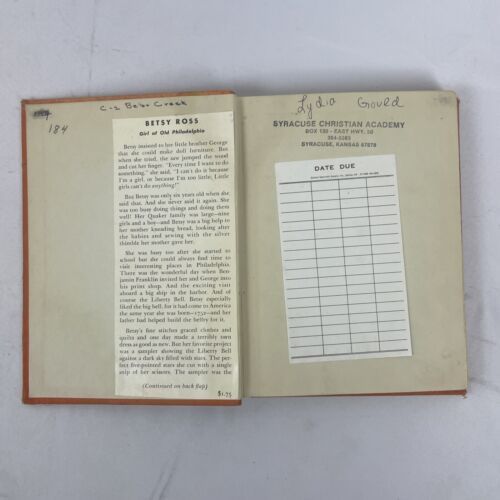 184
BETSY ROSS
Girl of Old Philadelphia
Betsy insisted to her little brother George
that she could make doll furniture. But
when she tried, the saw jumped the wood
and cut her finger. "Every time I want to do
something," she said, "I can't do it because
I'm a girl, or because I'm too little. Little
girls can't do anything!"
But Betsy was only six years old when she
said that. And she never said it again. She
was too busy doing things and doing them
well! Her Quaker family was large—nine
girls and a boy—and Betsy was a big help to
her mother kneading bread, looking after
the babies and sewing with the silver
thimble her mother gave her.
She was busy too after she started to
school but she could always find time to
visit interesting places in Philadelphia.
There was the wonderful day when Ben-
jamin Franklin invited her and George into
his print shop. And the exciting visit
aboard a big ship in the harbor. And of
course the Liberty Bell. Betsy especially
liked the big bell, for it had come to America
the same year she was born—1752—and her
father had helped build the belfry for it.
Betsy's fine stitches graced clothes and
quilts and one day made a terribly torn
dress as good as new. But her favorite project
was a sampler showing the Liberty Bell
against a dark sky filled with stars. The per-
fect five-pointed stars she cut with a single
snip of her scissors. The sampler was the
(Continued on back flap)
$1.75
Lydia Gould
SYRACUSE CHRISTIAN ACADEMY
EAST HWY. 50
SYRACUSE, KANSAS 67878
DATE DUE